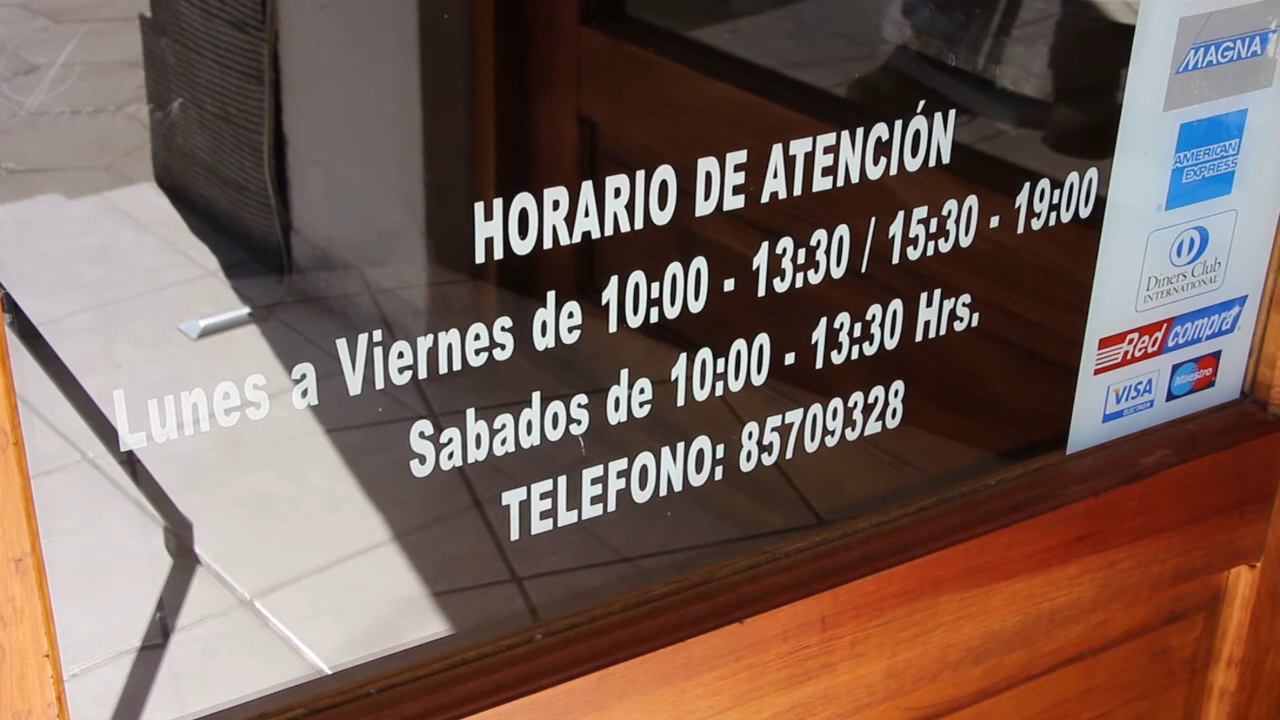 HORARIO DE ATENCIÓN
Lunes a Viernes de 10:00 - 13:30 / 15:30 - 19:00
Sabados de 10:00 - 13:30 Hrs.
TELEFONO: 85709328
MAGNA
AMERICAN
EXPRESS
Diners Club
INTERNATIONAL
Red compra
VISA
ELECTRON
Maestro